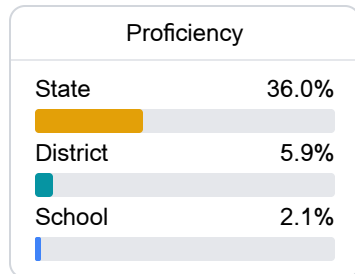 Proficiency
State 36.0%
District 5.9%
School 2.1%